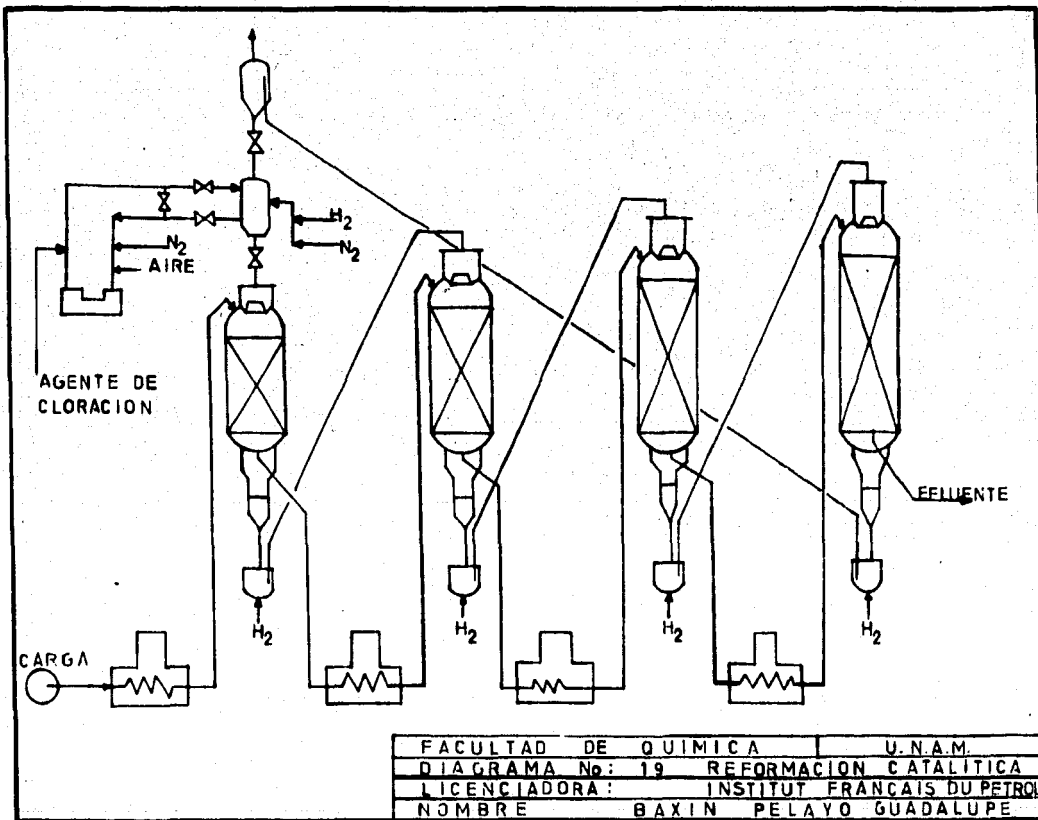 H2
N2
N2
AIRE
AGENTE DE
CLORACION
EFLUENTE
H2
H2
H2
H2
CARGA
FACULTAD DE QUIMICA U.N.A.M.
DIAGRAMA No: 19 REFORMACION CATALITICA
LICENCIADORA: INSTITUT FRANCAIS DU PETROL
NOMBRE BAXIN PELAYO GUADALUPE